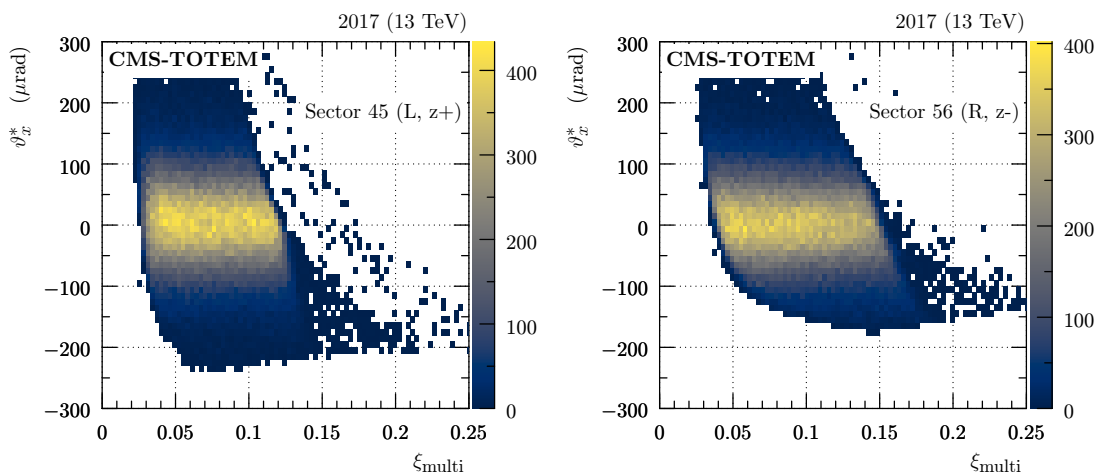 2017 (13 TeV)
CMS-TOTEM
Sector 45 (L, z+)
ϑ*x (μrad)
300
200
100
0
−100
−200
−300
0 0.05 0.1 0.15 0.2 0.25
ξmulti
400
300
200
100
0
2017 (13 TeV)
CMS-TOTEM
Sector 56 (R, z-)
ϑ*x (μrad)
300
200
100
0
−100
−200
−300
0 0.05 0.1 0.15 0.2 0.25
ξmulti
400
300
200
100
0